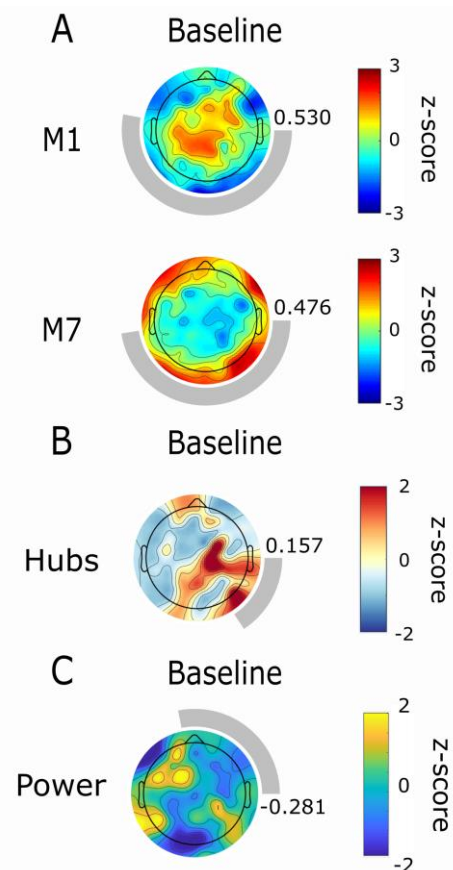 A
Baseline
M1
0.530
3
0
-3
z-score
M7
0.476
3
0
-3
z-score
B
Baseline
Hubs
0.157
2
0
-2
z-score
C
Baseline
Power
-0.281
2
0
-2
z-score